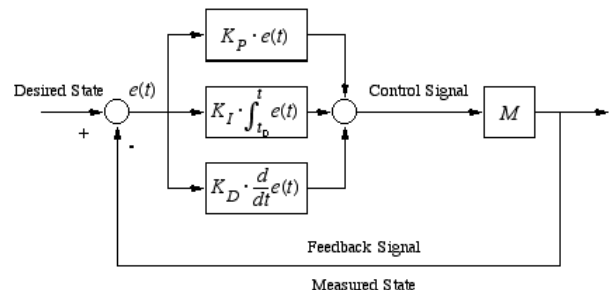 K_P · e(t)
Desired State
e(t)
Control Signal
+
-
K_I · ∫_{t_0}^{t} e(t)
M
K_D · d/dt e(t)
Feedback Signal
Measured State